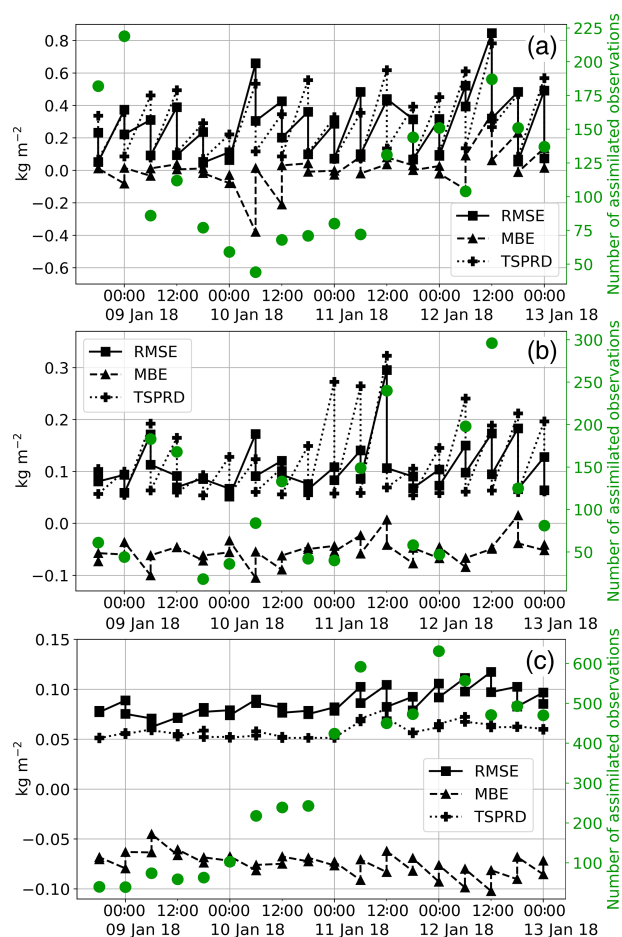 (a)
0.8
0.6
0.4
0.2
0.0
−0.2
−0.4
−0.6
kg m⁻²
225
200
175
150
125
100
75
50
Number of assimilated observations
RMSE
MBE
TSPRD
00:00 12:00 00:00 12:00 00:00 12:00 00:00 12:00 00:00
09 Jan 18 10 Jan 18 11 Jan 18 12 Jan 18 13 Jan 18
(b)
RMSE
MBE
TSPRD
0.3
0.2
0.1
0.0
−0.1
kg m⁻²
300
250
200
150
100
50
Number of assimilated observations
00:00 12:00 00:00 12:00 00:00 12:00 00:00 12:00 00:00
09 Jan 18 10 Jan 18 11 Jan 18 12 Jan 18 13 Jan 18
(c)
0.15
0.10
0.05
0.00
−0.05
−0.10
kg m⁻²
600
500
400
300
200
100
Number of assimilated observations
RMSE
MBE
TSPRD
00:00 12:00 00:00 12:00 00:00 12:00 00:00 12:00 00:00
09 Jan 18 10 Jan 18 11 Jan 18 12 Jan 18 13 Jan 18